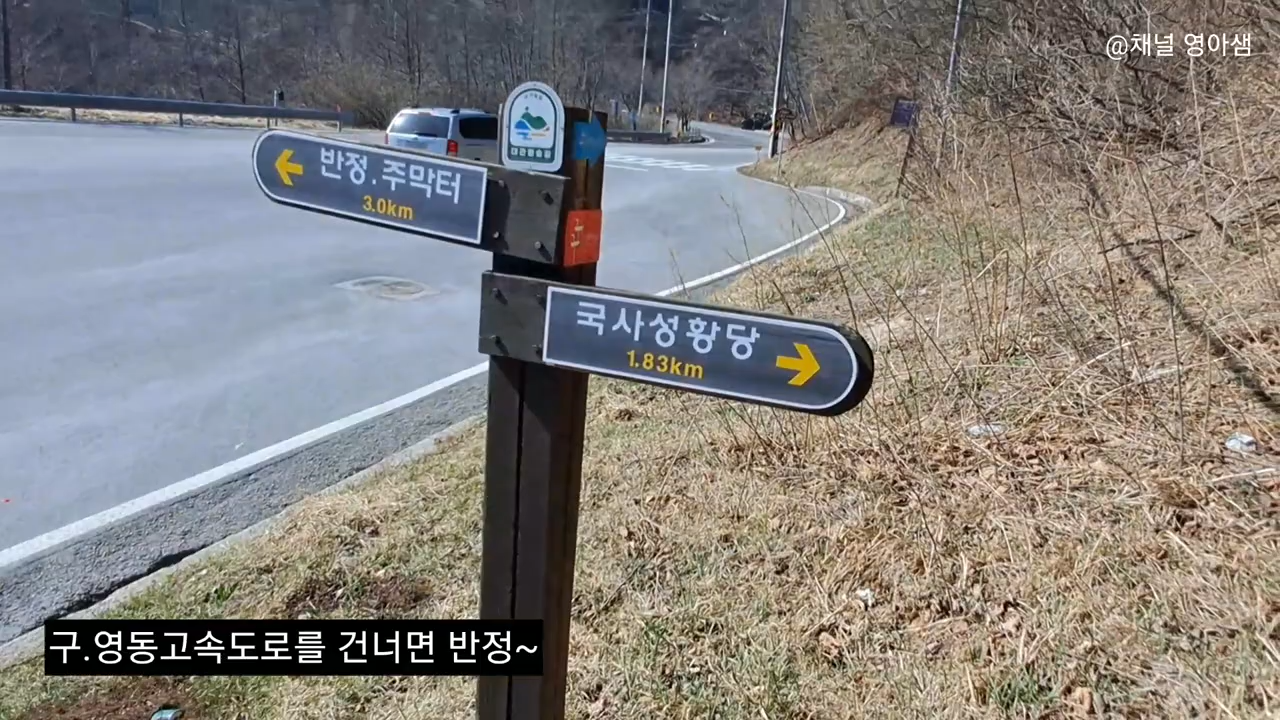 @채널 영아샘
반정.주막터
3.0km
국사성황당
1.83km
구.영동고속도로를 건너면 반정~